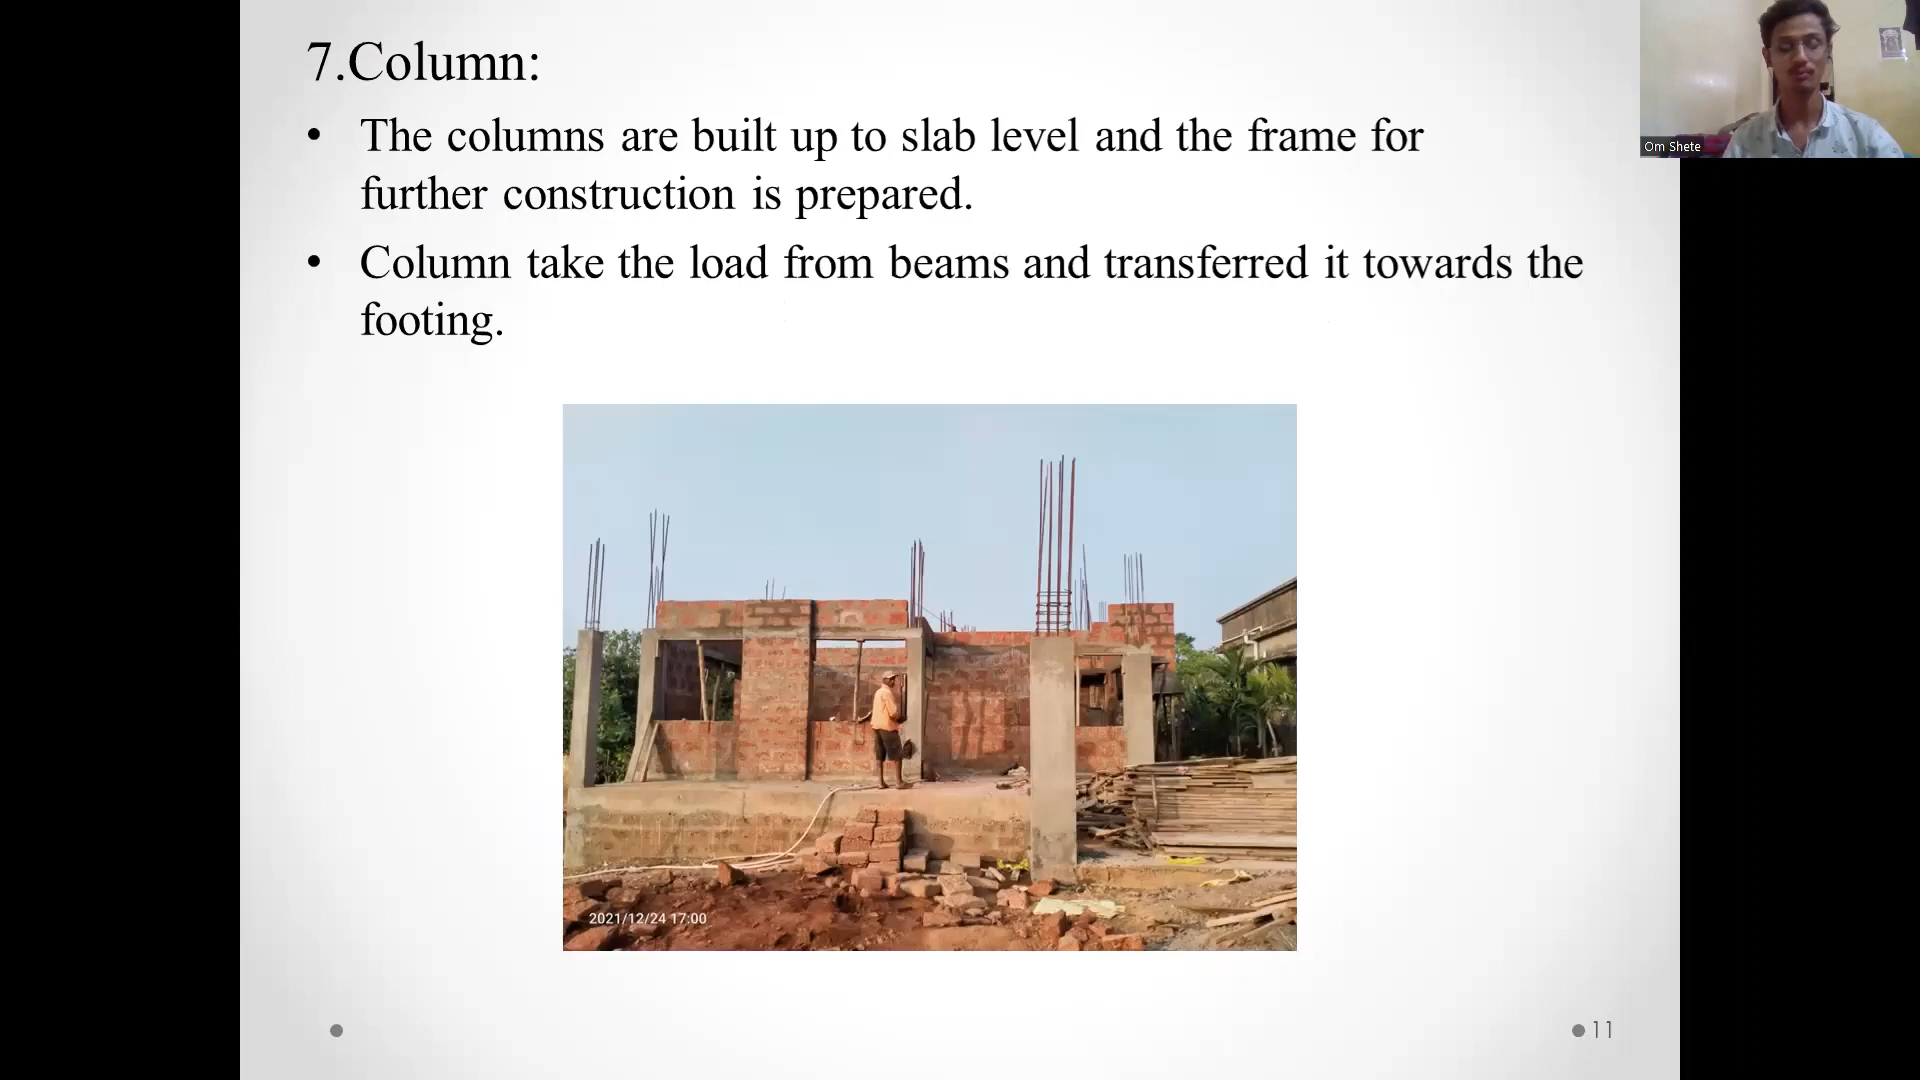 7.Column:
• The columns are built up to slab level and the frame for
further construction is prepared.
• Column take the load from beams and transferred it towards the
footing.
Om Shete
2021/12/24 17:00
11